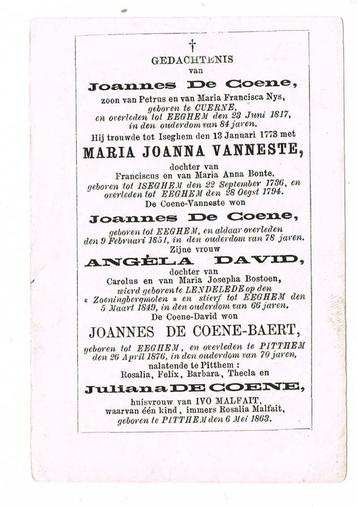 †
GEDACHTENIS
van
Joannes De Coene,
zoon van Petrus en van Maria Francisca Nys,
geboren te CUERNE,
en overleden tot EEGHEM den 23 Juni 1817,
in den ouderdom van 84 jaren.
Hij trouwde tot Iseghem den 13 Januari 1773 met
MARIA JOANNA VANNESTE,
dochter van
Franciscus en van Maria Anna Bonte,
geboren tot ISEGHEM den 22 September 1736, en
overleden tot EEGHEM den 28 Oegst 1794.
De Coene-Vanneste won
Joannes De Coene,
geboren tot EEGHEM, en aldaar overleden
den 9 Februari 1851, in den ouderdom van 78 jaren.
Zijne vrouw
ANGÈLA DAVID,
dochter van
Carolus en van Maria Josepha Bostoen,
wierd geboren te LENDELEDE op den
« Zoeningbergmolen » en stierf tot EEGHEM den
5 Maart 1849, in den ouderdom van 66 jaren.
De Coene-David won
JOANNES DE COENE-BAERT,
geboren tot EEGHEM, en overleden te PITTHEM
den 26 April 1876, in den ouderdom van 70 jaren,
nalatende te Pitthem:
Rosalia, Felix, Barbara, Thecla en
Juliana DE COENE,
huisvrouw van IVO MALFAIT,
waarvan één kind, immers Rosalia Malfait,
geboren te PITTHEM den 6 Mei 1863.